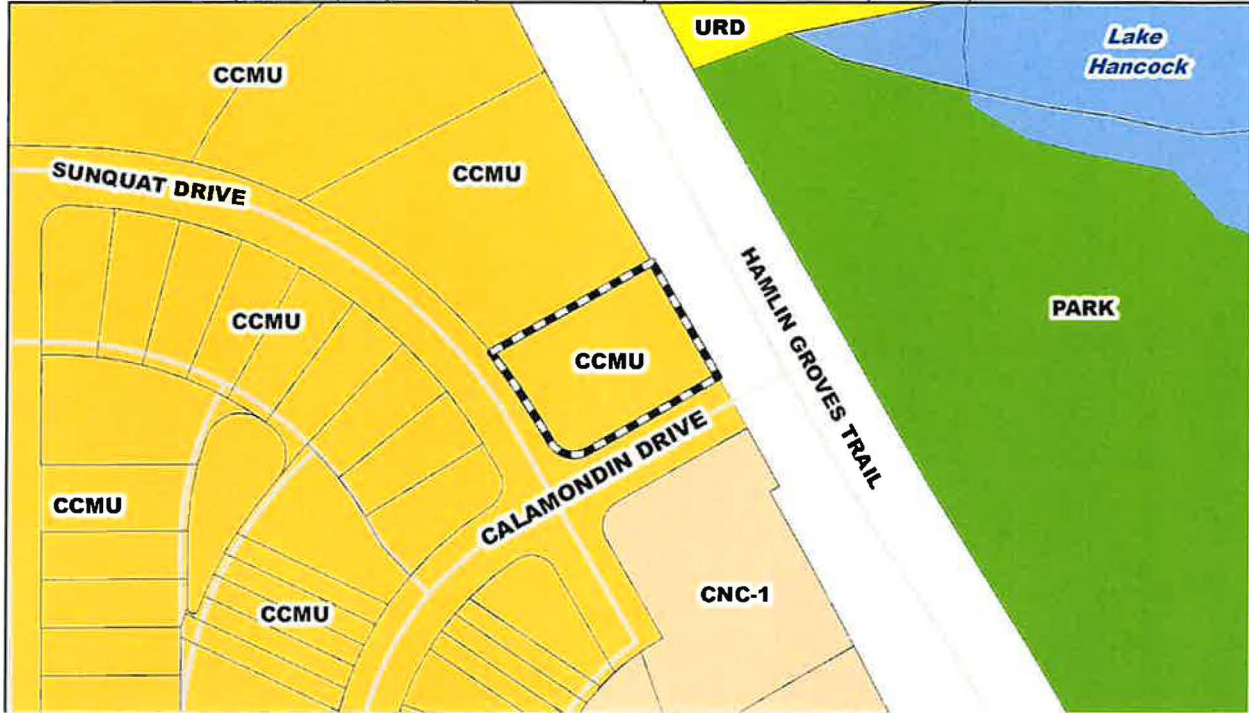 URD
Lake
Hancock
CCMU
CCMU
SUNQUAT DRIVE
CCMU
HAMLIN GROVES TRAIL
PARK
CCMU
CALAMONDIN DRIVE
CCMU
CNC-1
CCMU